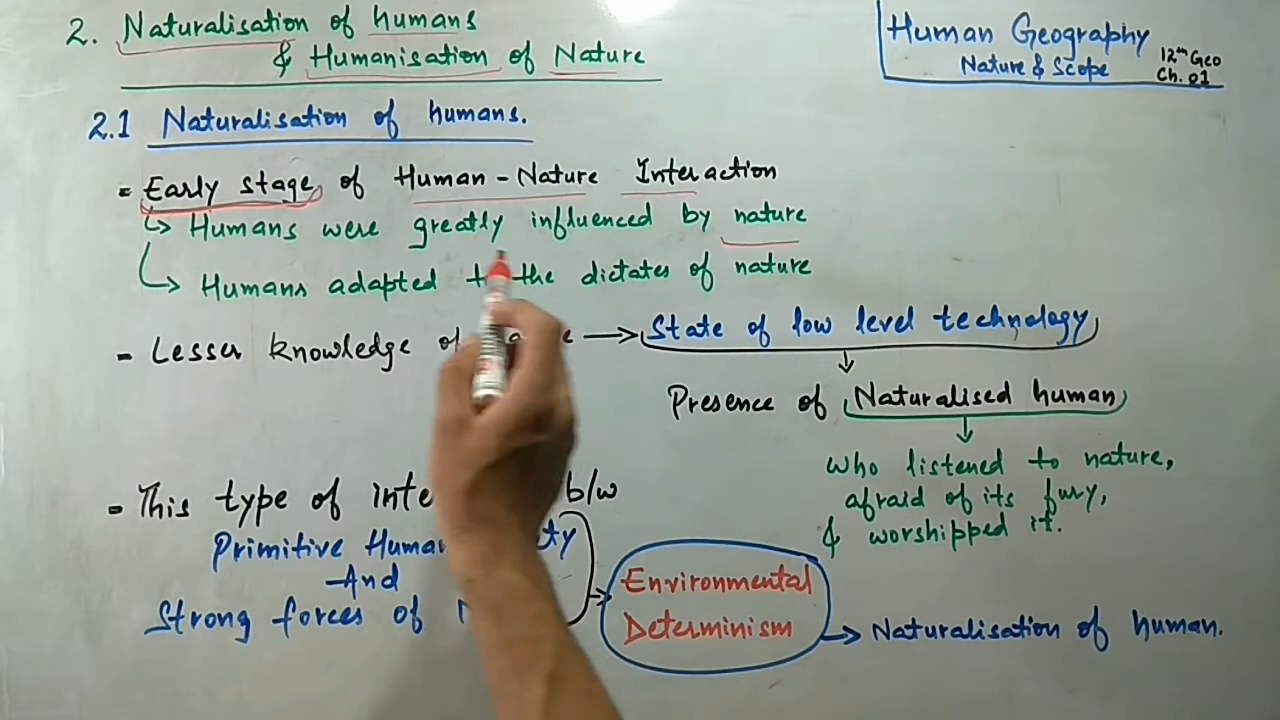 2. Naturalisation of humans
& Humanisation of Nature
Human Geography
Nature & Scope
12th Geo
Ch. 01
2.1 Naturalisation of humans.
= Early stage of Human-Nature Interaction
↳ Humans were greatly influenced by nature
↳ Humans adapted the dictates of nature
- Lesser knowledge → State of low level technology
↓
Presence of Naturalised human
↓
who listened to nature,
afraid of its fury,
& worshipped it.
= This type of b/w
Primitive
And
Strong forces of
→ Environmental
Determinism
→ Naturalisation of human.